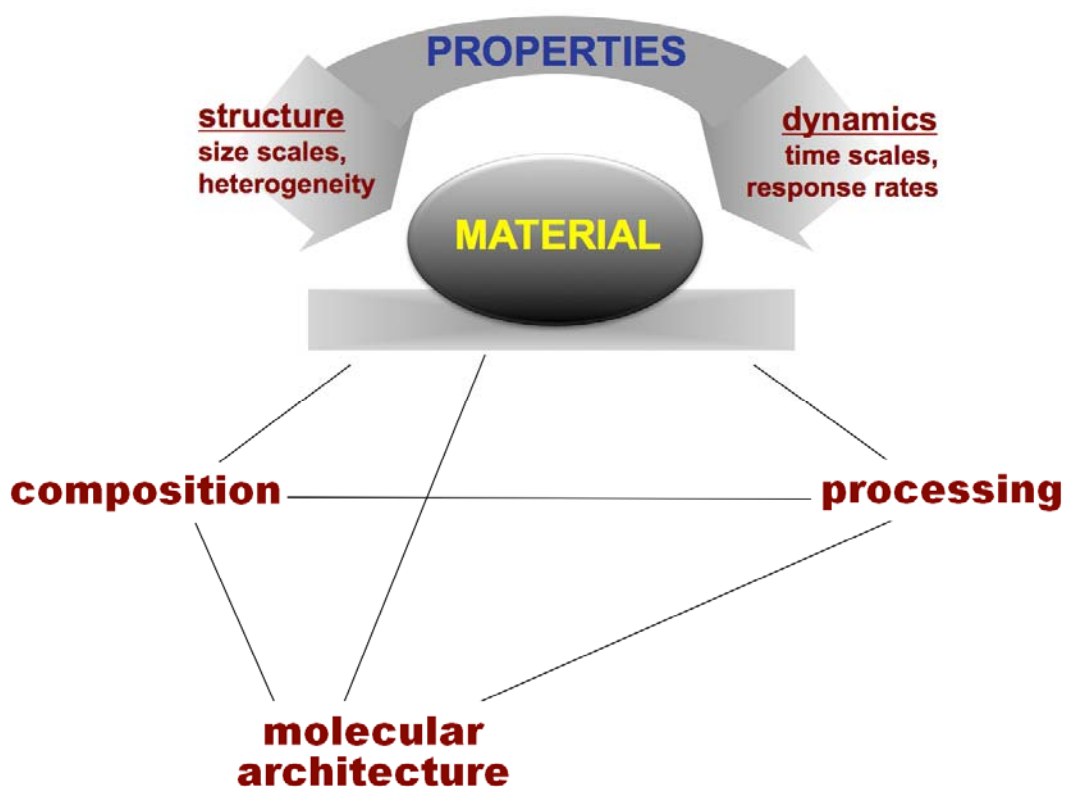 PROPERTIES
structure
size scales,
heterogeneity
dynamics
time scales,
response rates
MATERIAL
composition
processing
molecular
architecture